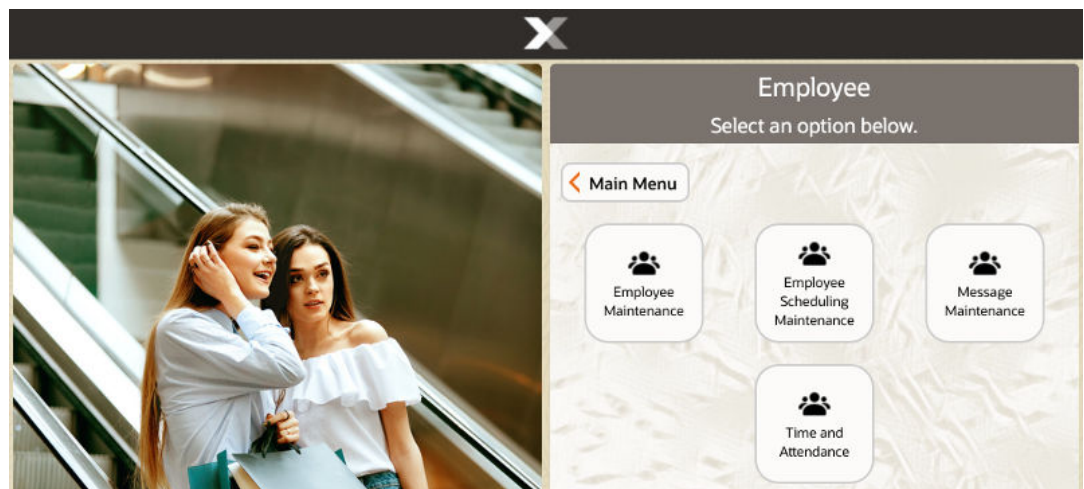 Employee
Select an option below.
Main Menu
Employee
Maintenance
Employee
Scheduling
Maintenance
Message
Maintenance
Time and
Attendance